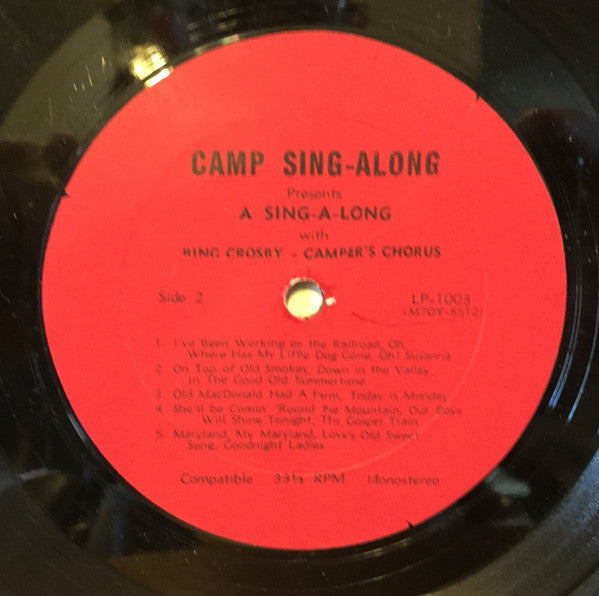 CAMP SING-ALONG
Presents
A SING-A-LONG
with
BING CROSBY - CAMPER'S CHORUS
Side 2 LP-1003
(M7OY-8512)
1. I've Been Working on the Railroad, Oh,
Where Has My Little Dog Gone, Oh! Susanna
2. On Top of Old Smokey, Down in the Valley,
In The Good Old Summertime
3. Old MacDonald Had A Farm, Today is Monday
4. She'll be Comin' 'Round the Mountain, Our Boys
Will Shine Tonight, The Gospel Train
5. Maryland, My Maryland, Love's Old Sweet
Song, Goodnight Ladies
Compatible 33⅓ RPM Monostereo